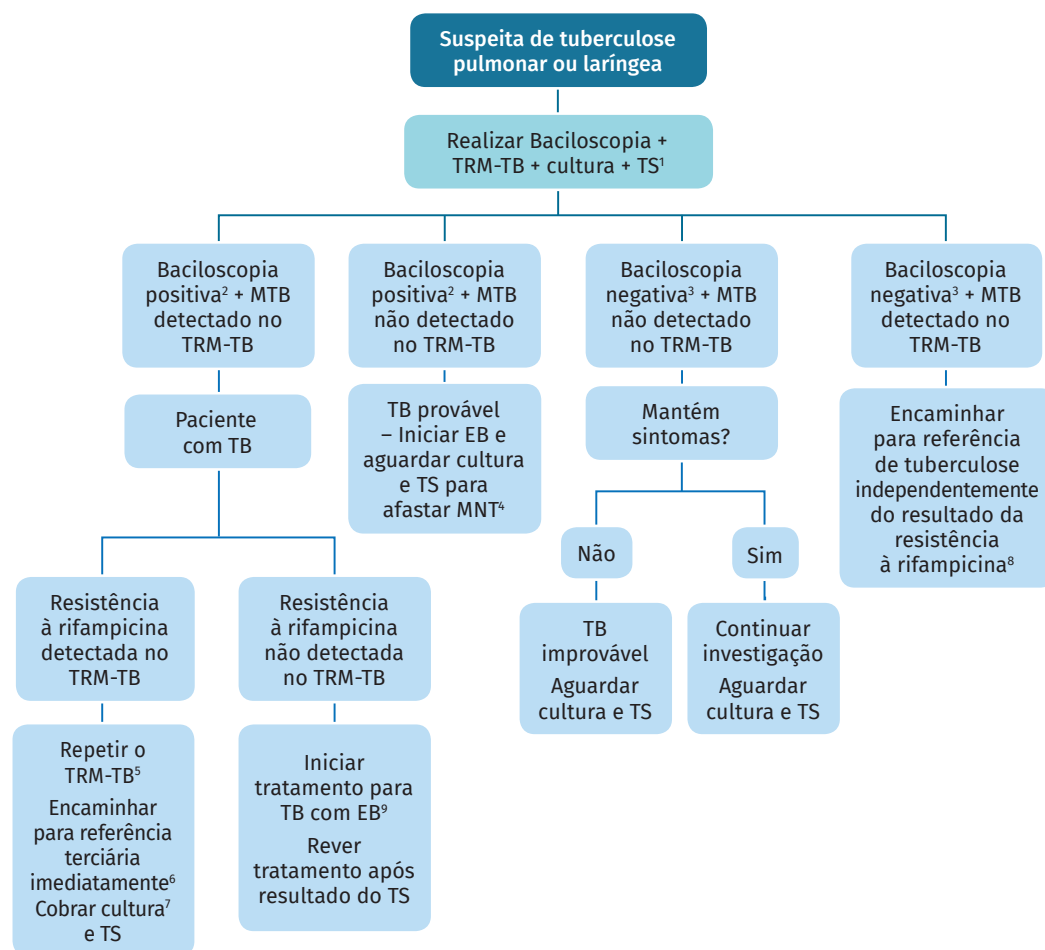 Suspeita de tuberculose
pulmonar ou laríngea
Realizar Baciloscopia +
TRM-TB + cultura + TS¹
Baciloscopia
positiva² + MTB
detectado no
TRM-TB
Baciloscopia
positiva² + MTB
não detectado
no TRM-TB
Baciloscopia
negativa³ + MTB
não detectado
no TRM-TB
Baciloscopia
negativa³ + MTB
detectado no
TRM-TB
Paciente
com TB
TB provável
– Iniciar EB e
aguardar cultura
e TS para
afastar MNT⁴
Mantém
sintomas?
Encaminhar
para referência
de tuberculose
independentemente
do resultado da
resistência
à rifampicina⁸
Não
Sim
Resistência
à rifampicina
detectada no
TRM-TB
Resistência
à rifampicina
não detectada
no TRM-TB
TB
improvável
Aguardar
cultura e TS
Continuar
investigação
Aguardar
cultura e TS
Repetir o
TRM-TB⁵
Encaminhar
para referência
terciária
imediatamente⁶
Cobrar cultura⁷
e TS
Iniciar
tratamento para
TB com EB⁹
Rever
tratamento após
resultado do TS